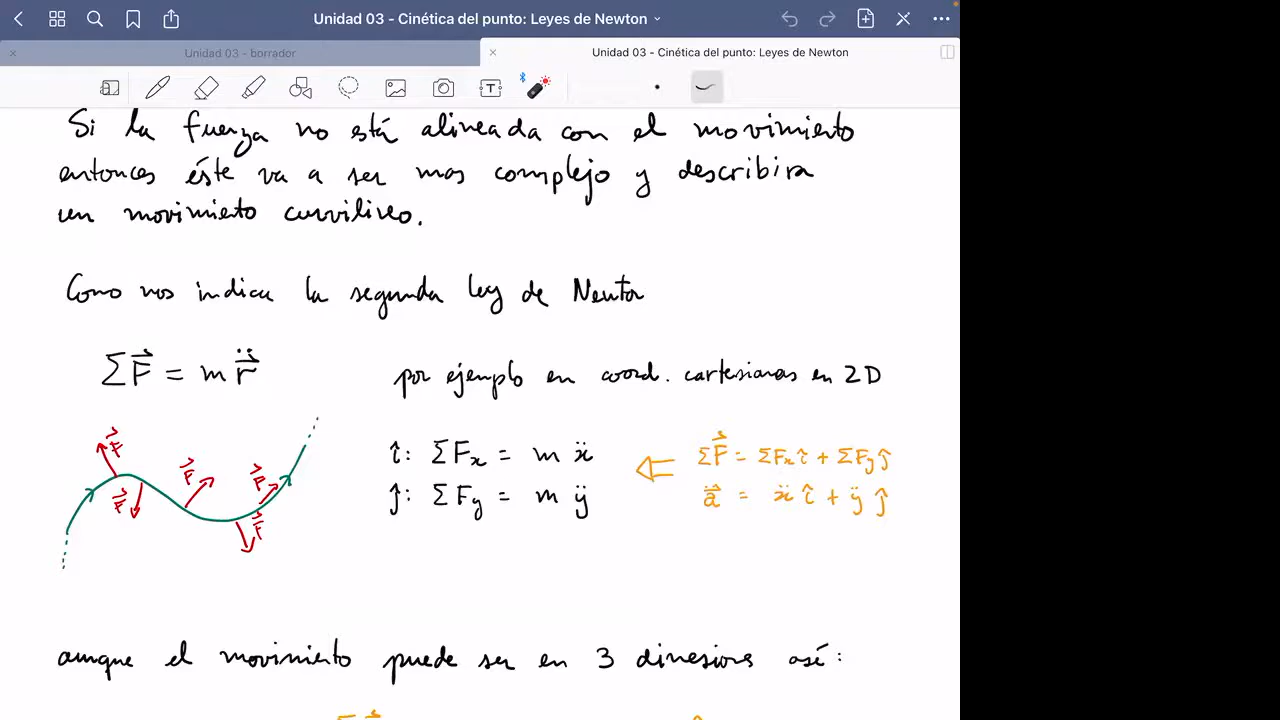 Unidad 03 - Cinética del punto: Leyes de Newton
Unidad 03 - borrador
Unidad 03 - Cinética del punto: Leyes de Newton
Si la fuerza no está alineada con el movimiento
entonces éste va a ser mas complejo y describira
un movimiento curvilineo.
Como nos indica la segunda ley de Newton
ΣF⃗ = m r̈⃗
por ejemplo en coord. cartesianas en 2D
F⃗
F⃗
F⃗
F⃗
F⃗
î: ΣFx = m ẍ
ĵ: ΣFy = m ÿ
ΣF⃗ = ΣFx î + ΣFy ĵ
a⃗ = ẍ î + ÿ ĵ
aunque el movimiento puede ser en 3 dinesions así: